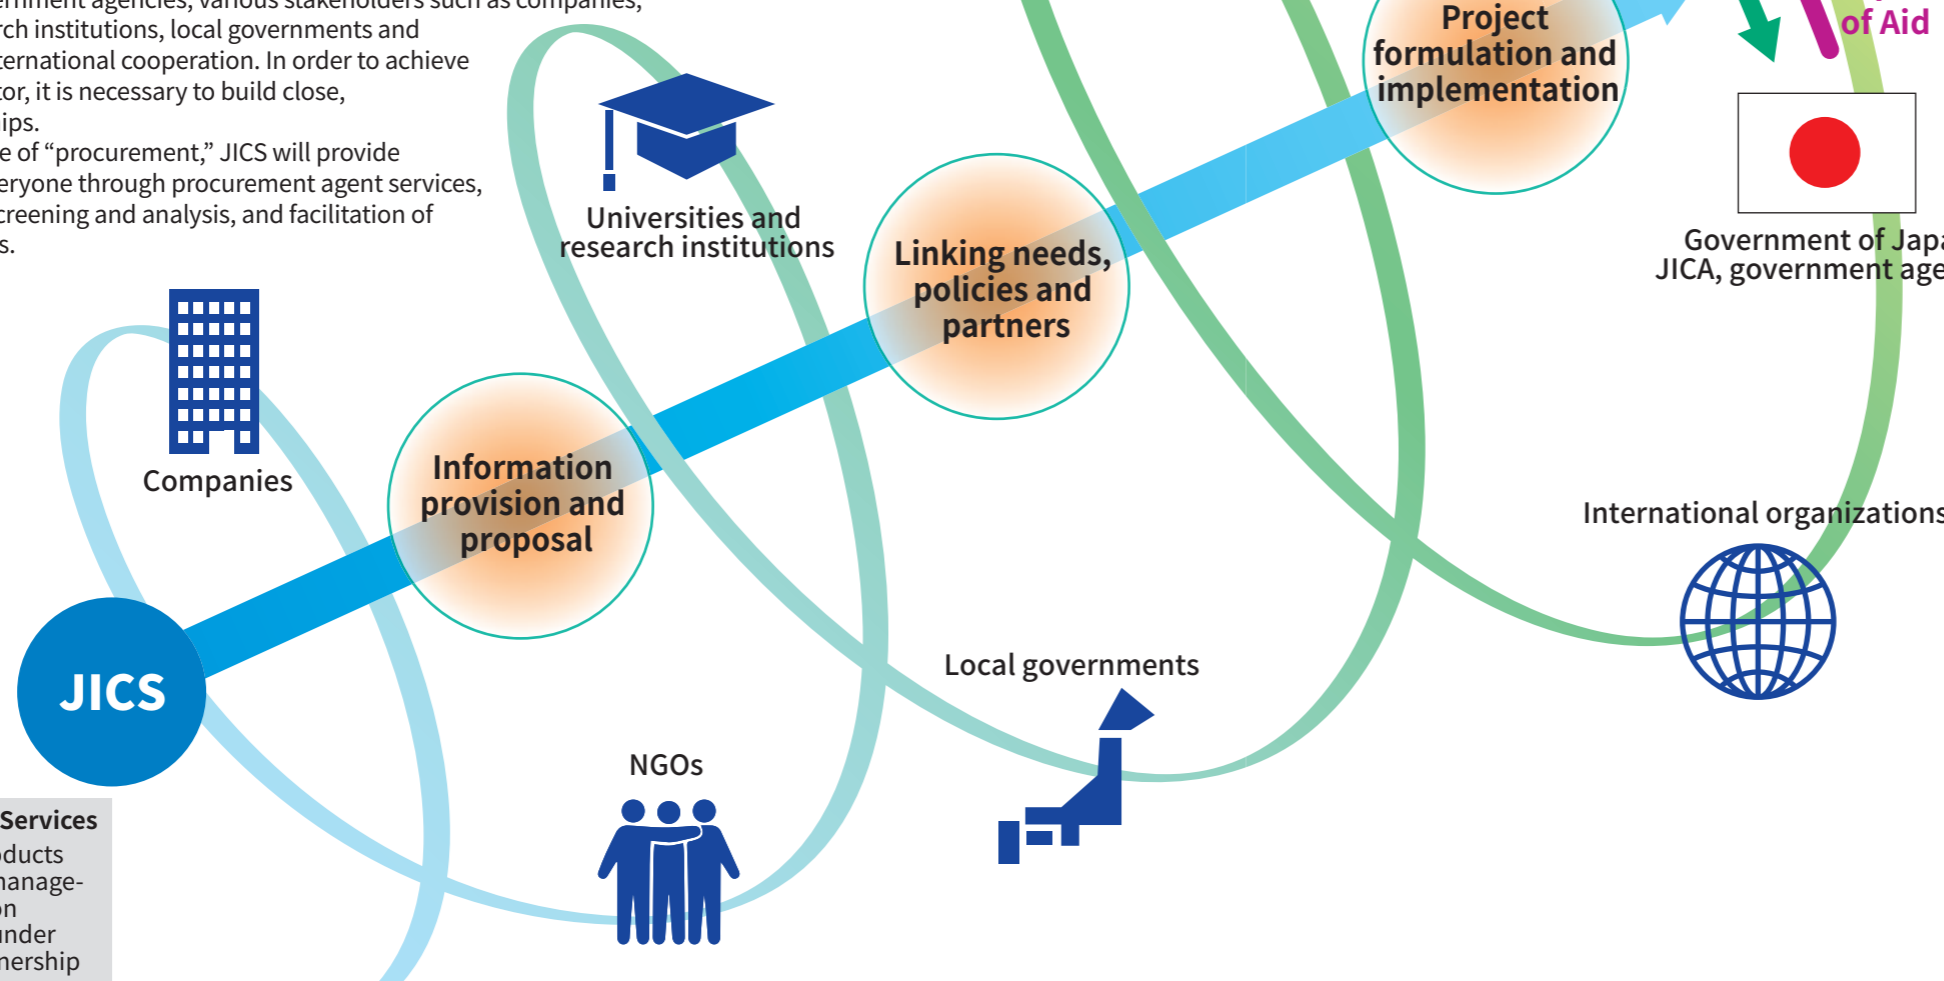 ernment agencies, various stakeholders such as companies,
rch institutions, local governments and
ternational cooperation. In order to achieve
tor, it is necessary to build close,
ips.
e of “procurement,” JICS will provide
eryone through procurement agent services,
creening and analysis, and facilitation of
s.
Project
formulation and
implementation
of Aid
Universities and
research institutions
Linking needs,
policies and
partners
Government of Japa
JICA, government age
Companies
Information
provision and
proposal
International organizations
JICS
Local governments
NGOs
Services
oducts
manage-
on
under
nership